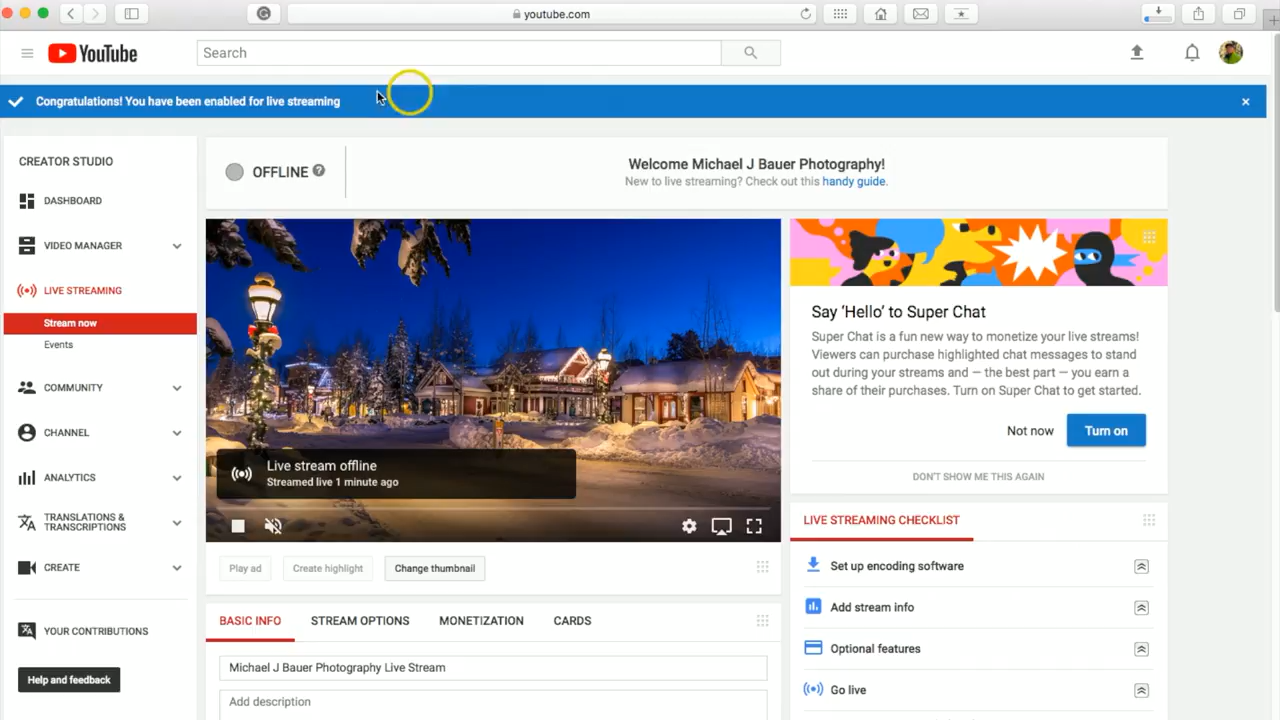 youtube.com
YouTube
Search
Congratulations! You have been enabled for live streaming
CREATOR STUDIO
DASHBOARD
VIDEO MANAGER
LIVE STREAMING
Stream now
Events
COMMUNITY
CHANNEL
ANALYTICS
TRANSLATIONS &
TRANSCRIPTIONS
CREATE
YOUR CONTRIBUTIONS
Help and feedback
OFFLINE ?
Welcome Michael J Bauer Photography!
New to live streaming? Check out this handy guide.
Live stream offline
Streamed live 1 minute ago
Play ad
Create highlight
Change thumbnail
BASIC INFO
STREAM OPTIONS
MONETIZATION
CARDS
Michael J Bauer Photography Live Stream
Add description
Say ‘Hello’ to Super Chat
Super Chat is a fun new way to monetize your live streams!
Viewers can purchase highlighted chat messages to stand
out during your streams and — the best part — you earn a
share of their purchases. Turn on Super Chat to get started.
Not now
Turn on
DON'T SHOW ME THIS AGAIN
LIVE STREAMING CHECKLIST
Set up encoding software
Add stream info
Optional features
Go live